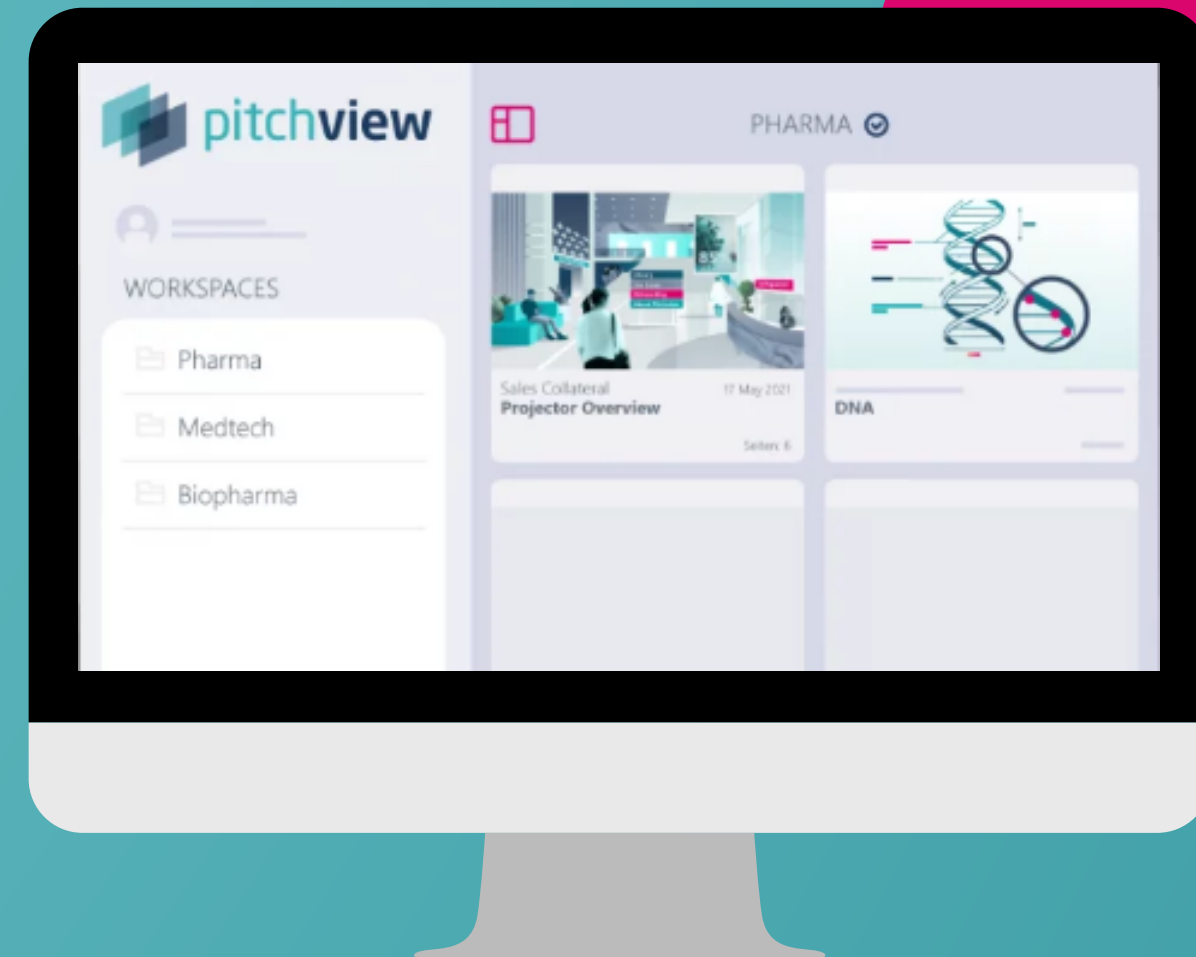 pitchview
WORKSPACES
Pharma
Medtech
Biopharma
PHARMA
Sales Collateral
17 May 2021
Projector Overview
Seiten: 6
DNA